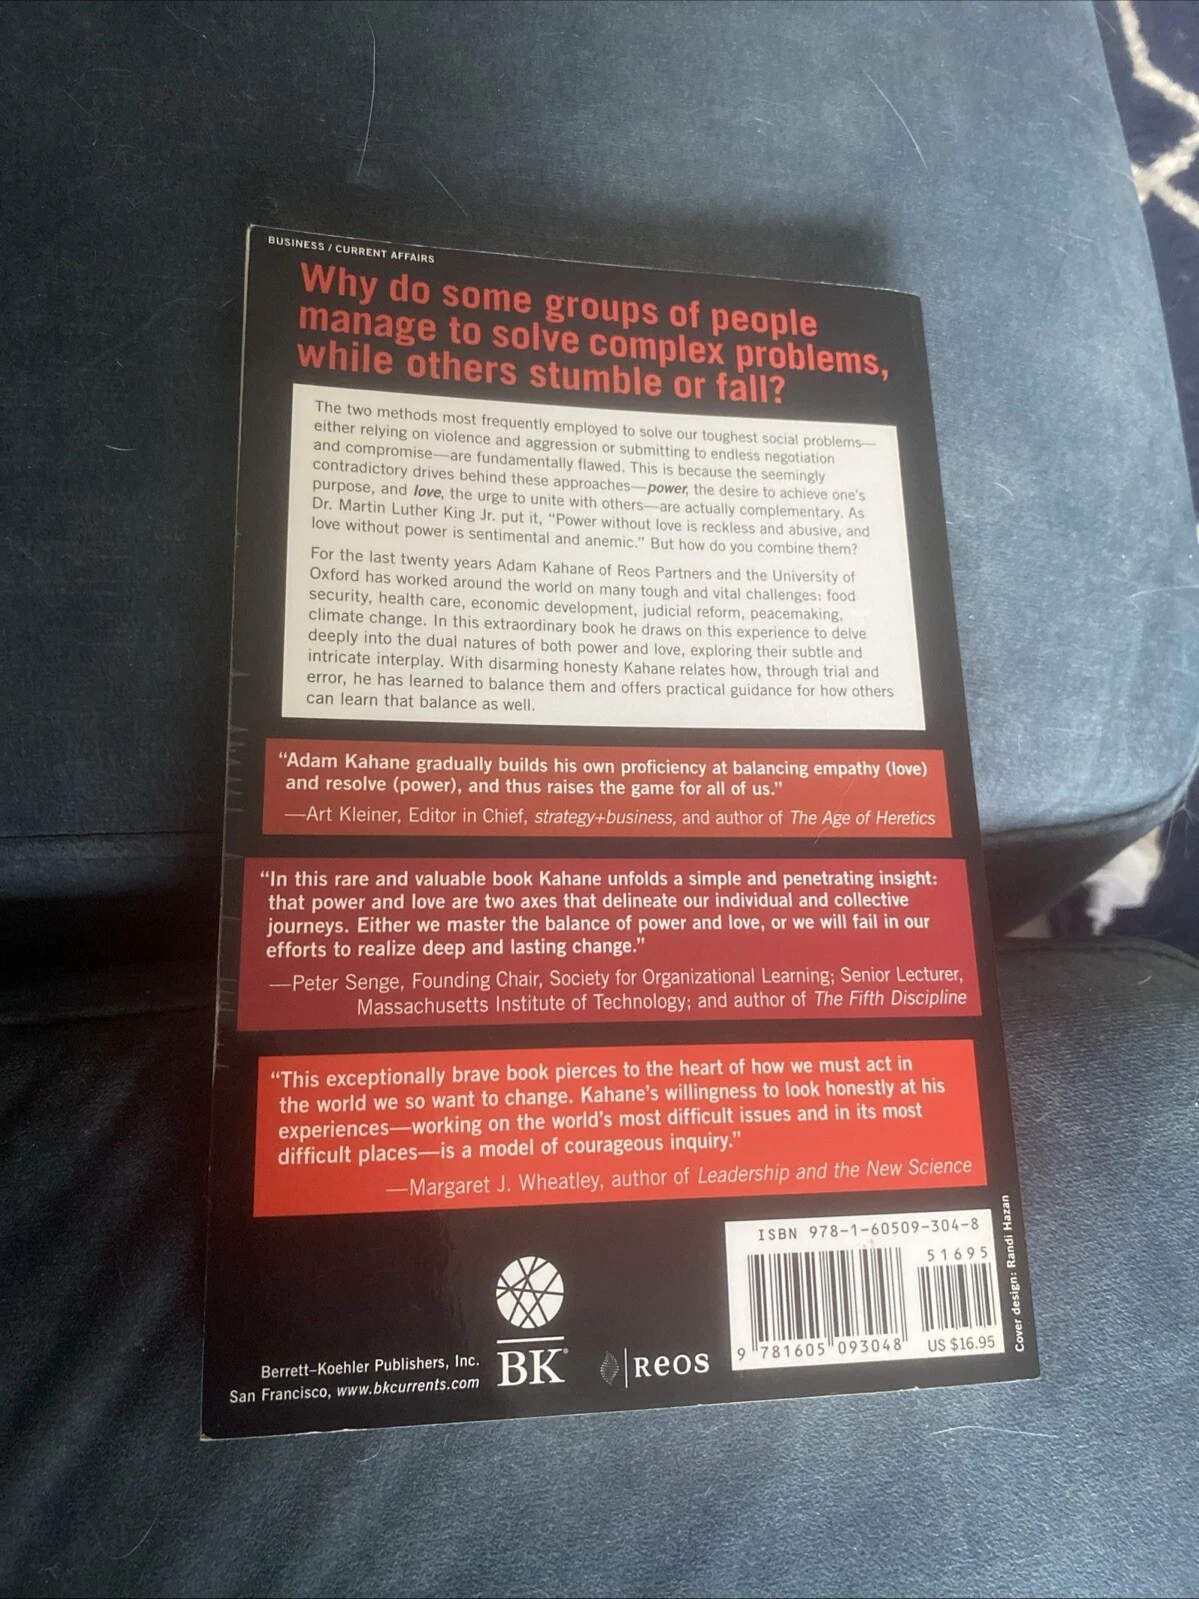 BUSINESS / CURRENT AFFAIRS
Why do some groups of people
manage to solve complex problems,
while others stumble or fall?
The two methods most frequently employed to solve our toughest social problems—
either relying on violence and aggression or submitting to endless negotiation
and compromise—are fundamentally flawed. This is because the seemingly
contradictory drives behind these approaches—power, the desire to achieve one's
purpose, and love, the urge to unite with others—are actually complementary. As
Dr. Martin Luther King Jr. put it, “Power without love is reckless and abusive, and
love without power is sentimental and anemic.” But how do you combine them?
For the last twenty years Adam Kahane of Reos Partners and the University of
Oxford has worked around the world on many tough and vital challenges: food
security, health care, economic development, judicial reform, peacemaking,
climate change. In this extraordinary book he draws on this experience to delve
deeply into the dual natures of both power and love, exploring their subtle and
intricate interplay. With disarming honesty Kahane relates how, through trial and
error, he has learned to balance them and offers practical guidance for how others
can learn that balance as well.
“Adam Kahane gradually builds his own proficiency at balancing empathy (love)
and resolve (power), and thus raises the game for all of us.”
—Art Kleiner, Editor in Chief, strategy+business, and author of The Age of Heretics
“In this rare and valuable book Kahane unfolds a simple and penetrating insight:
that power and love are two axes that delineate our individual and collective
journeys. Either we master the balance of power and love, or we will fail in our
efforts to realize deep and lasting change.”
—Peter Senge, Founding Chair, Society for Organizational Learning; Senior Lecturer,
Massachusetts Institute of Technology; and author of The Fifth Discipline
“This exceptionally brave book pierces to the heart of how we must act in
the world we so want to change. Kahane's willingness to look honestly at his
experiences—working on the world's most difficult issues and in its most
difficult places—is a model of courageous inquiry.”
—Margaret J. Wheatley, author of Leadership and the New Science
Berrett–Koehler Publishers, Inc.
San Francisco, www.bkcurrents.com
BK®
ReOS
ISBN 978-1-60509-304-8
51695
9 781605 093048
US $16.95
Cover design: Randi Hazan